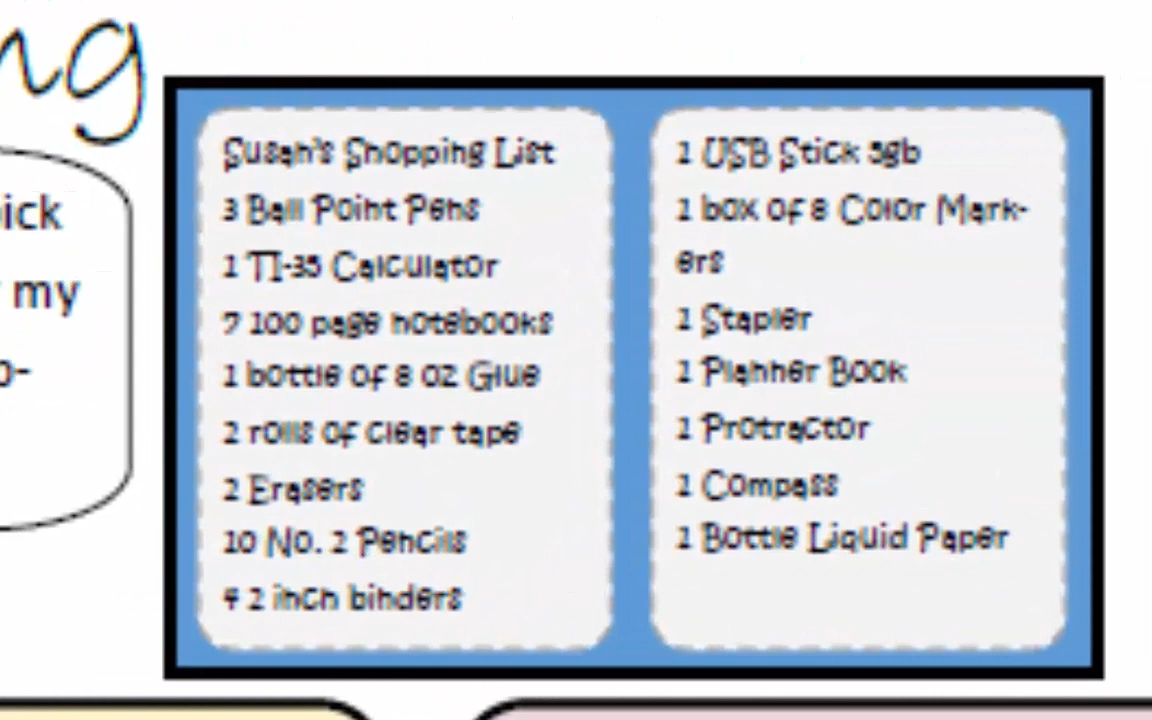 ng
ick
my
o-
Susan's Shopping List
3 Ball Point Pens
1 TI-35 Calculator
7 100 page notebooks
1 bottle of 8 oz Glue
2 rolls of clear tape
2 Erasers
10 No. 2 Pencils
4 2 inch binders
1 USB Stick 5gb
1 box of 8 Color Mark-
ers
1 Stapler
1 Planner Book
1 Protractor
1 Compass
1 Bottle Liquid Paper